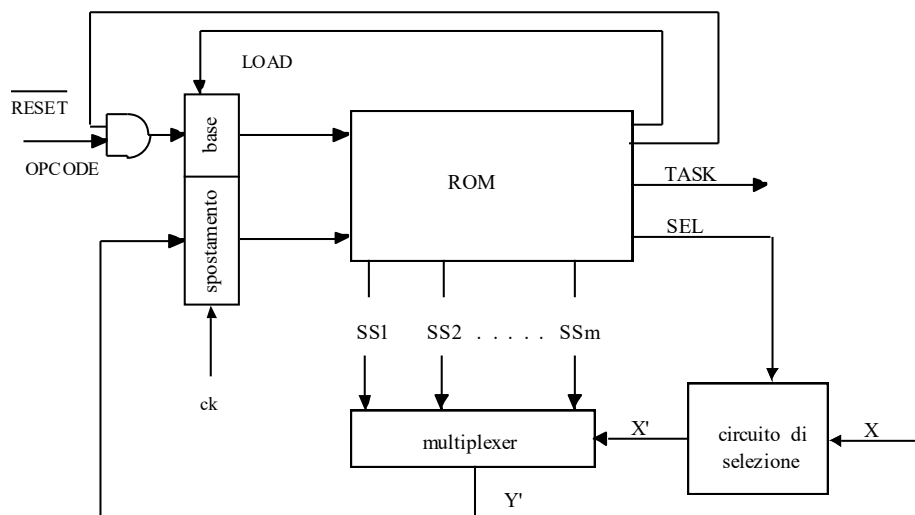 LOAD
RESET
base
OPCODE
ROM
TASK
spostamento
SEL
SS1 SS2 . . . . . SSm
ck
X'
X
multiplexer
circuito di
selezione
Y'